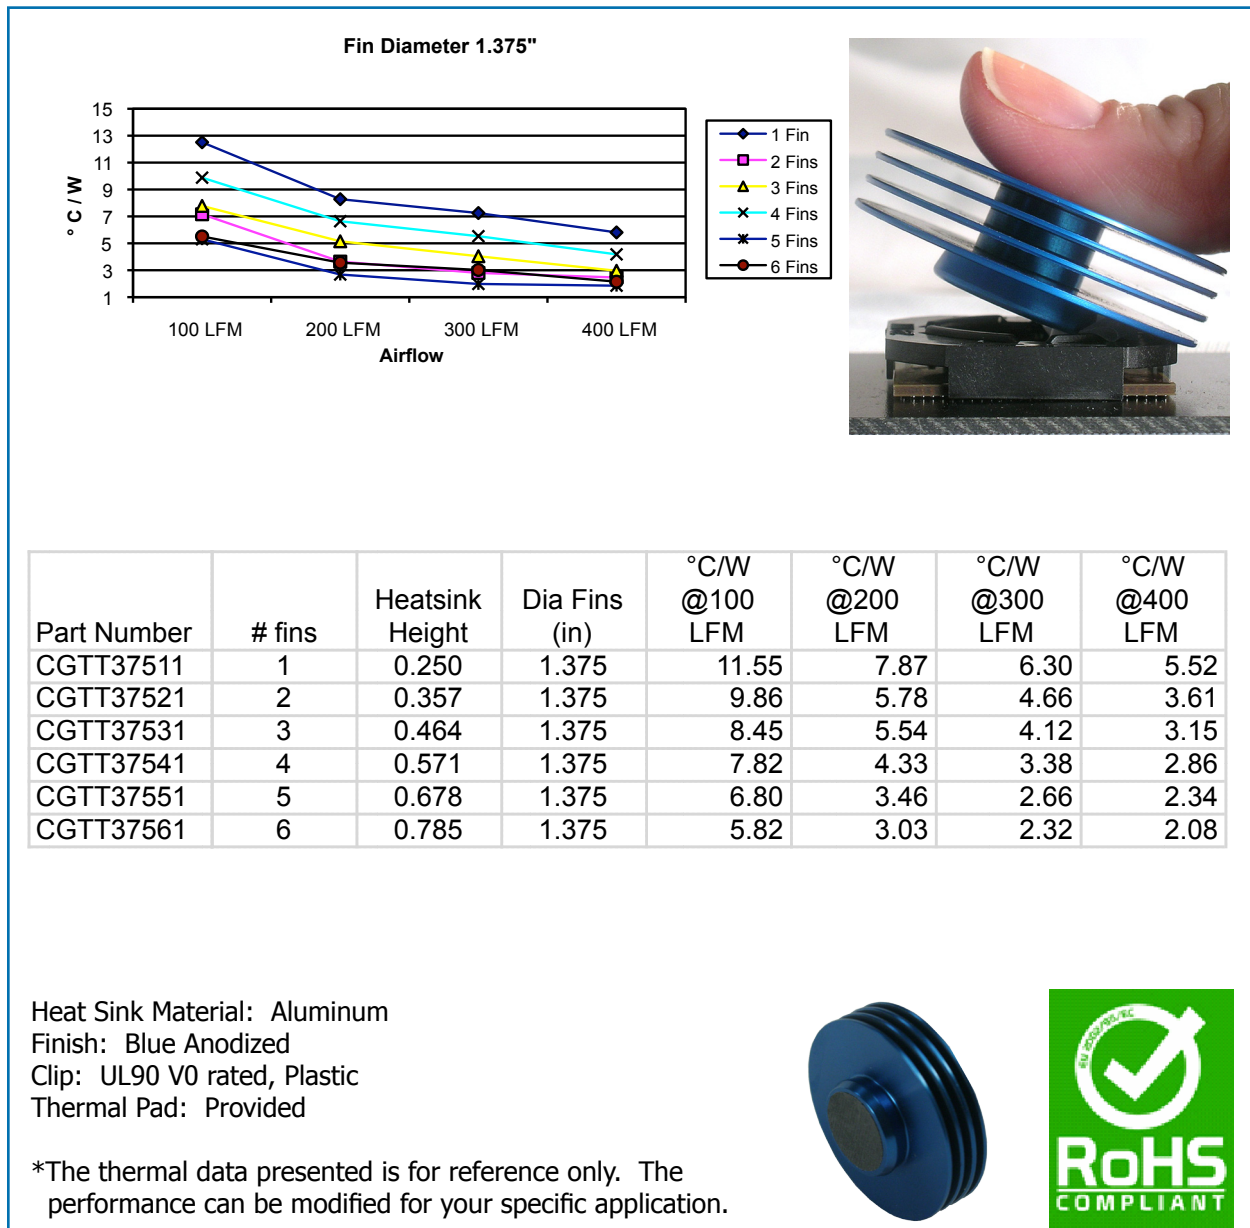 Fin Diameter 1.375"
15
13
11
9
7
5
3
1
° C / W
100 LFM 200 LFM 300 LFM 400 LFM
Airflow
1 Fin
2 Fins
3 Fins
4 Fins
5 Fins
6 Fins
Part Number # fins Heatsink Height Dia Fins (in) °C/W @100 LFM °C/W @200 LFM °C/W @300 LFM °C/W @400 LFM
CGTT37511 1 0.250 1.375 11.55 7.87 6.30 5.52
CGTT37521 2 0.357 1.375 9.86 5.78 4.66 3.61
CGTT37531 3 0.464 1.375 8.45 5.54 4.12 3.15
CGTT37541 4 0.571 1.375 7.82 4.33 3.38 2.86
CGTT37551 5 0.678 1.375 6.80 3.46 2.66 2.34
CGTT37561 6 0.785 1.375 5.82 3.03 2.32 2.08
Heat Sink Material: Aluminum
Finish: Blue Anodized
Clip: UL90 V0 rated, Plastic
Thermal Pad: Provided
*The thermal data presented is for reference only. The
performance can be modified for your specific application.
EU 2002/95/EC
RoHS
COMPLIANT